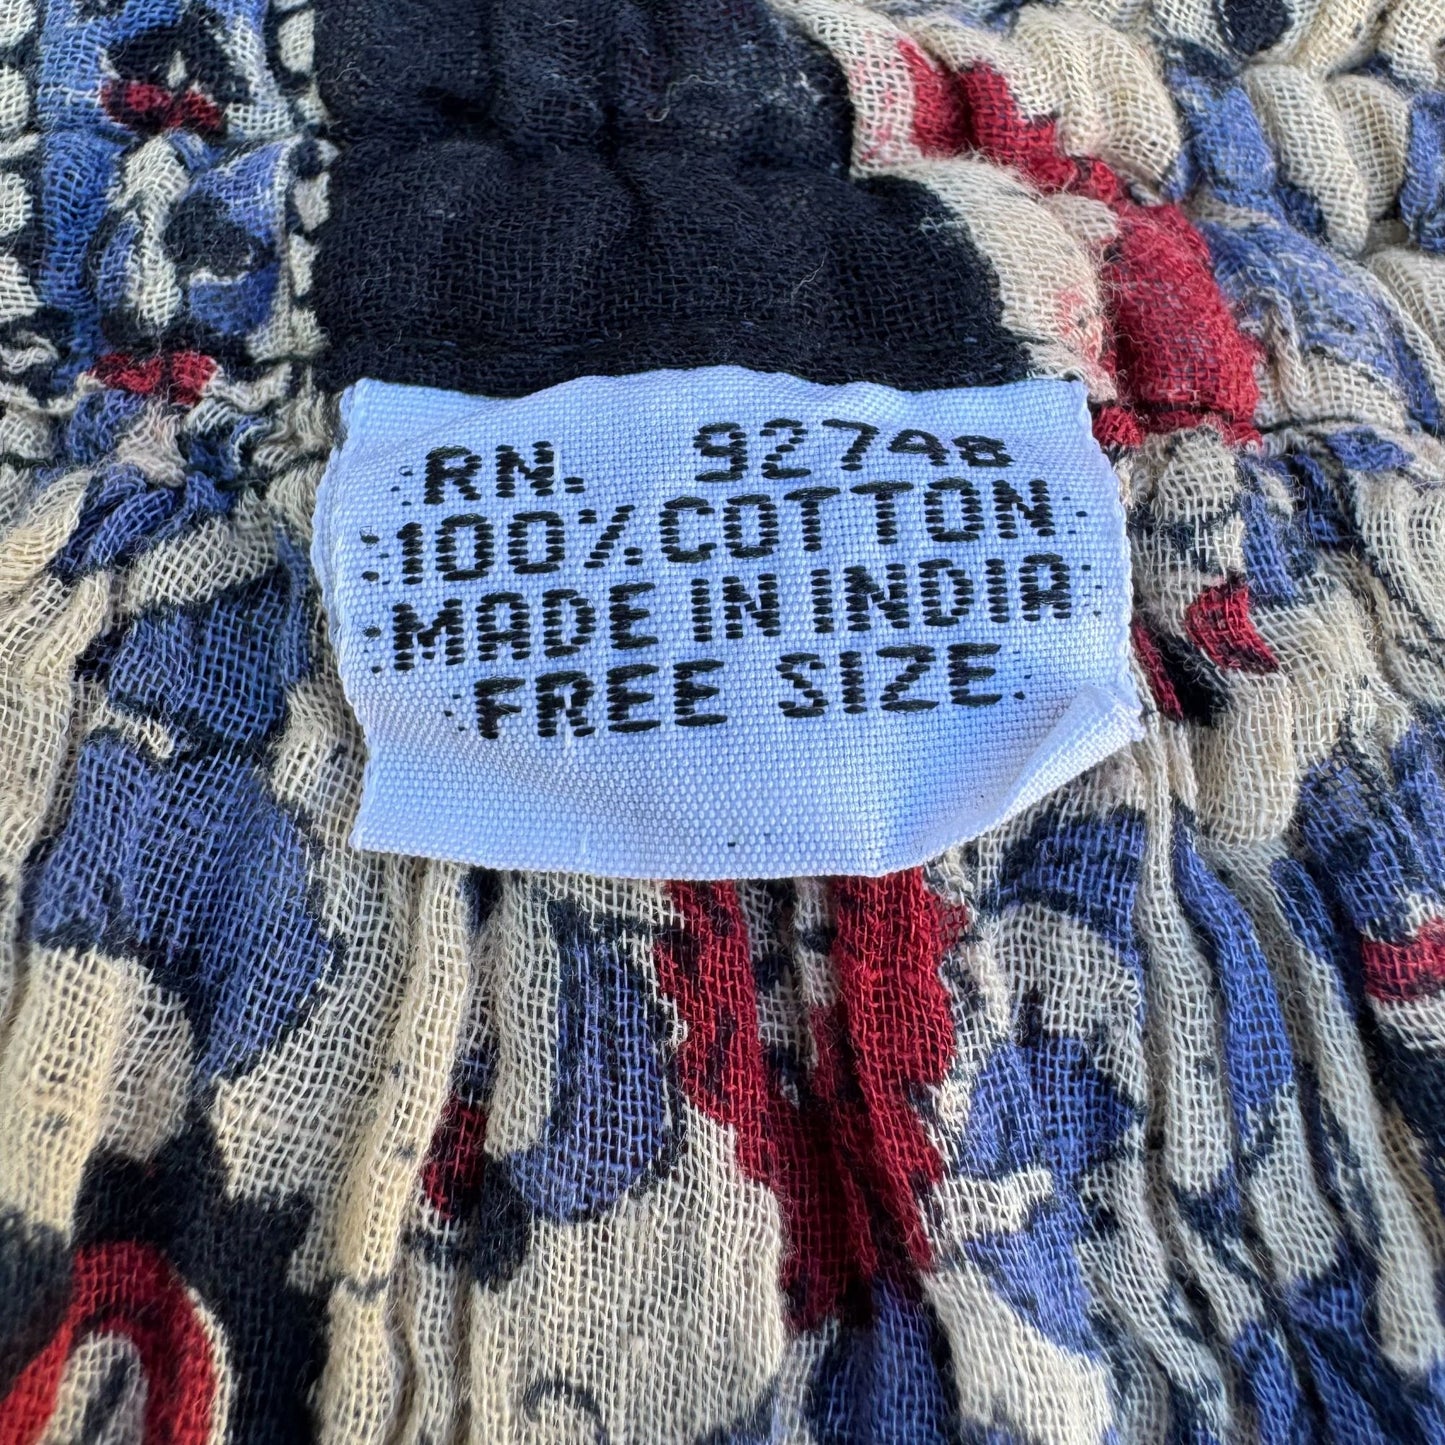 RN. 92748
100% COTTON
MADE IN INDIA
FREE SIZE